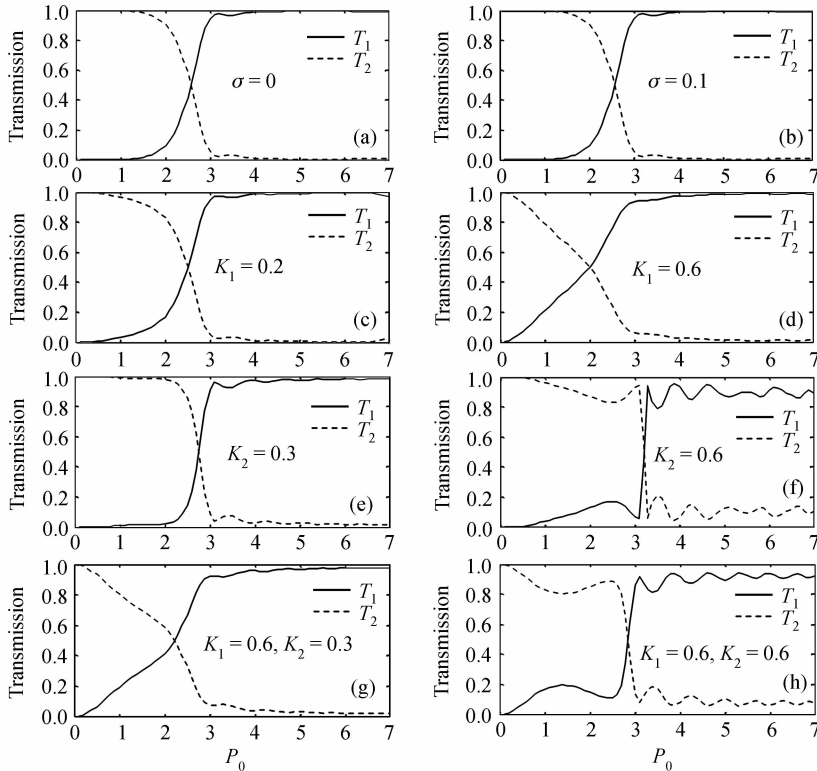 1.0
0.8
0.6
0.4
0.2
0.0
0 1 2 3 4 5 6 7
Transmission
T1
T2
σ = 0
(a)
1.0
0.8
0.6
0.4
0.2
0.0
0 1 2 3 4 5 6 7
Transmission
T1
T2
σ = 0.1
(b)
1.0
0.8
0.6
0.4
0.2
0.0
0 1 2 3 4 5 6 7
Transmission
T1
T2
K1 = 0.2
(c)
1.0
0.8
0.6
0.4
0.2
0.0
0 1 2 3 4 5 6 7
Transmission
T1
T2
K1 = 0.6
(d)
1.0
0.8
0.6
0.4
0.2
0.0
0 1 2 3 4 5 6 7
Transmission
T1
T2
K2 = 0.3
(e)
1.0
0.8
0.6
0.4
0.2
0.0
0 1 2 3 4 5 6 7
Transmission
T1
T2
K2 = 0.6
(f)
1.0
0.8
0.6
0.4
0.2
0.0
0 1 2 3 4 5 6 7
Transmission
T1
T2
K1 = 0.6, K2 = 0.3
(g)
P0
1.0
0.8
0.6
0.4
0.2
0.0
0 1 2 3 4 5 6 7
Transmission
T1
T2
K1 = 0.6, K2 = 0.6
(h)
P0